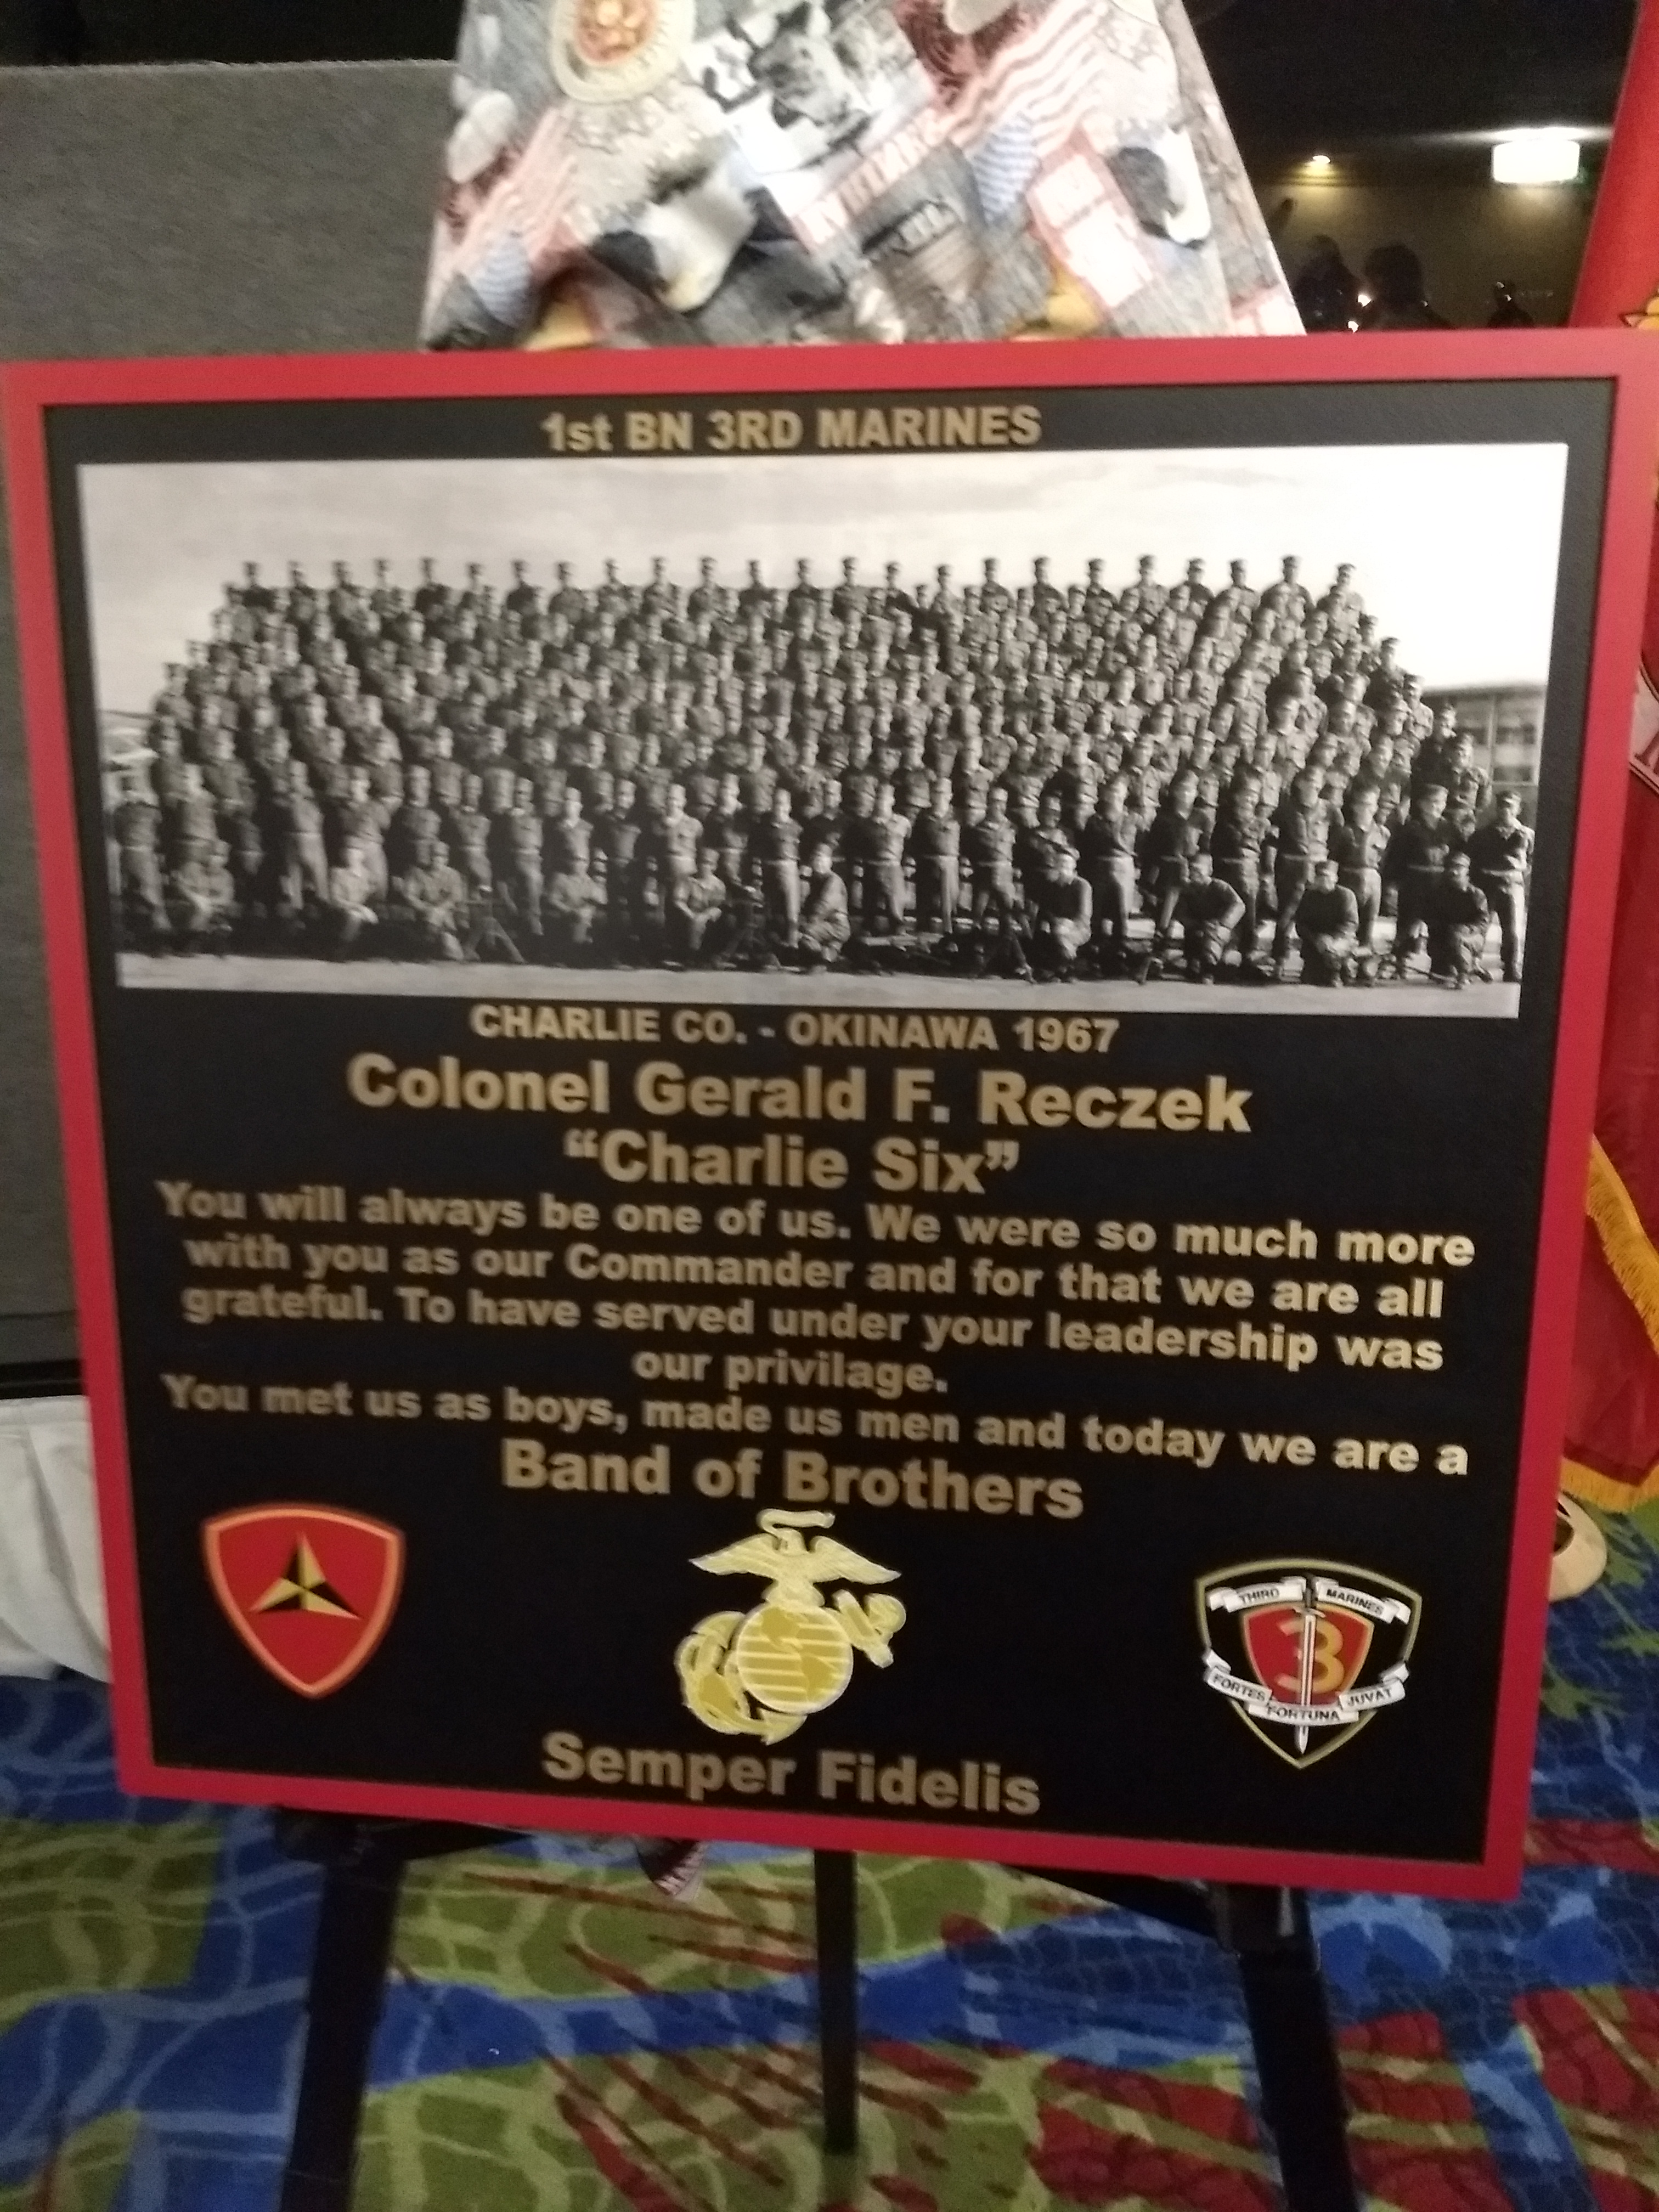 1st BN 3RD MARINES
CHARLIE CO. - OKINAWA 1967
Colonel Gerald F. Reczek
“Charlie Six”
You will always be one of us. We were so much more
with you as our Commander and for that we are all
grateful. To have served under your leadership was
our privilage.
You met us as boys, made us men and today we are a
Band of Brothers
THIRD MARINES
3
FORTES FORTUNA JUVAT
Semper Fidelis